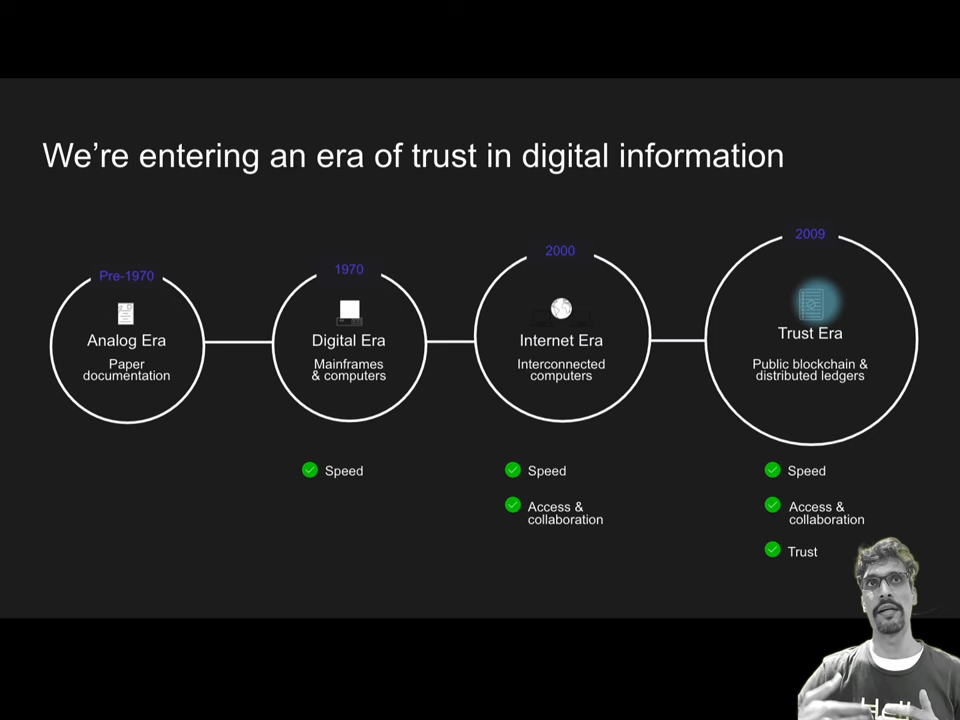 We're entering an era of trust in digital information
Pre-1970
Analog Era
Paper
documentation
1970
Digital Era
Mainframes
& computers
2000
Internet Era
Interconnected
computers
2009
Trust Era
Public blockchain &
distributed ledgers
Speed
Speed
Access &
collaboration
Speed
Access &
collaboration
Trust